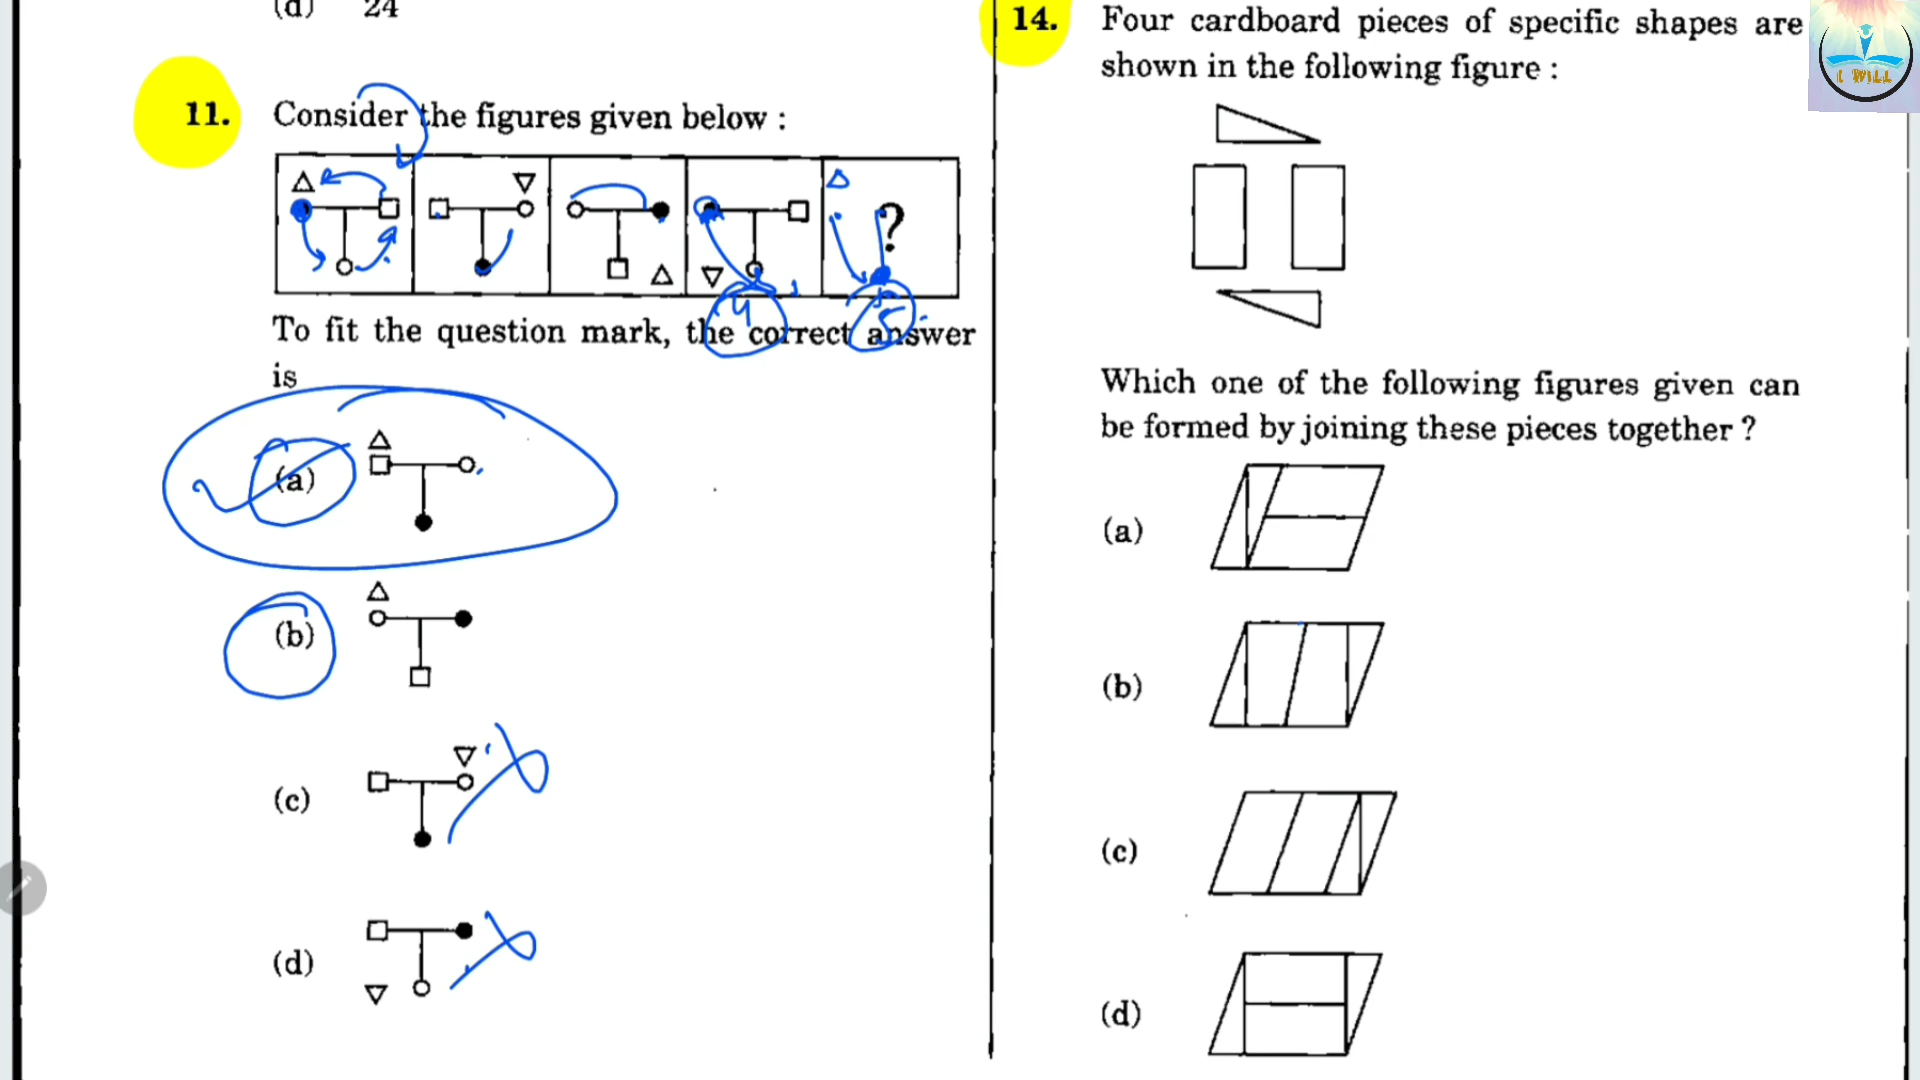 (d) 24
11. Consider the figures given below :
?
4
5
To fit the question mark, the correct answer
is
(a)
(b)
(c)
(d)
14. Four cardboard pieces of specific shapes are
shown in the following figure :
Which one of the following figures given can
be formed by joining these pieces together ?
(a)
(b)
(c)
(d)
I WILL